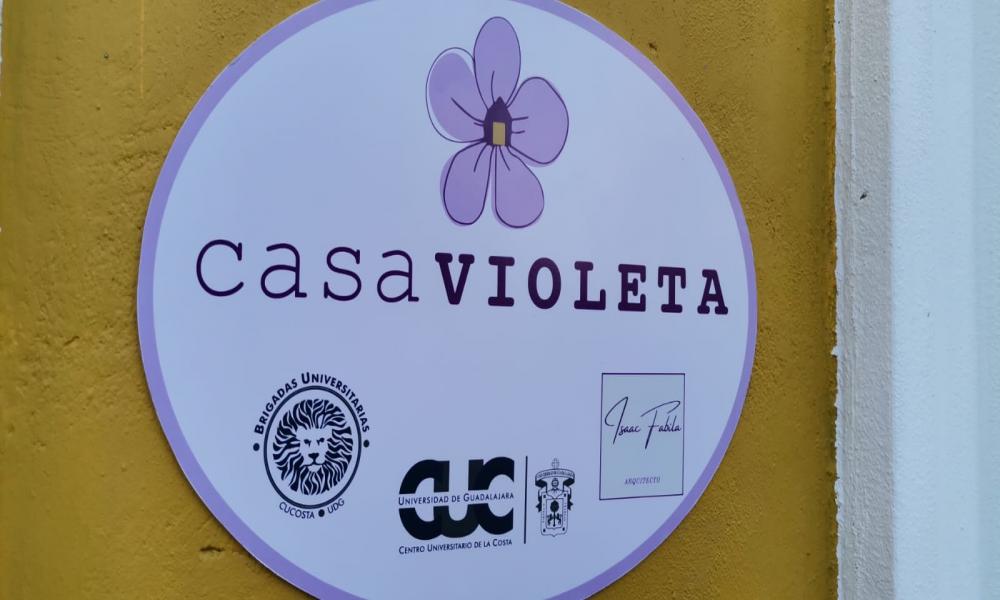 casaVIOLETA
BRIGADAS UNIVERSITARIAS
CUCOSTA • UDG
CUC
UNIVERSIDAD DE GUADALAJARA
CENTRO UNIVERSITARIO DE LA COSTA
Isaac Fabila
ARQUITECTO